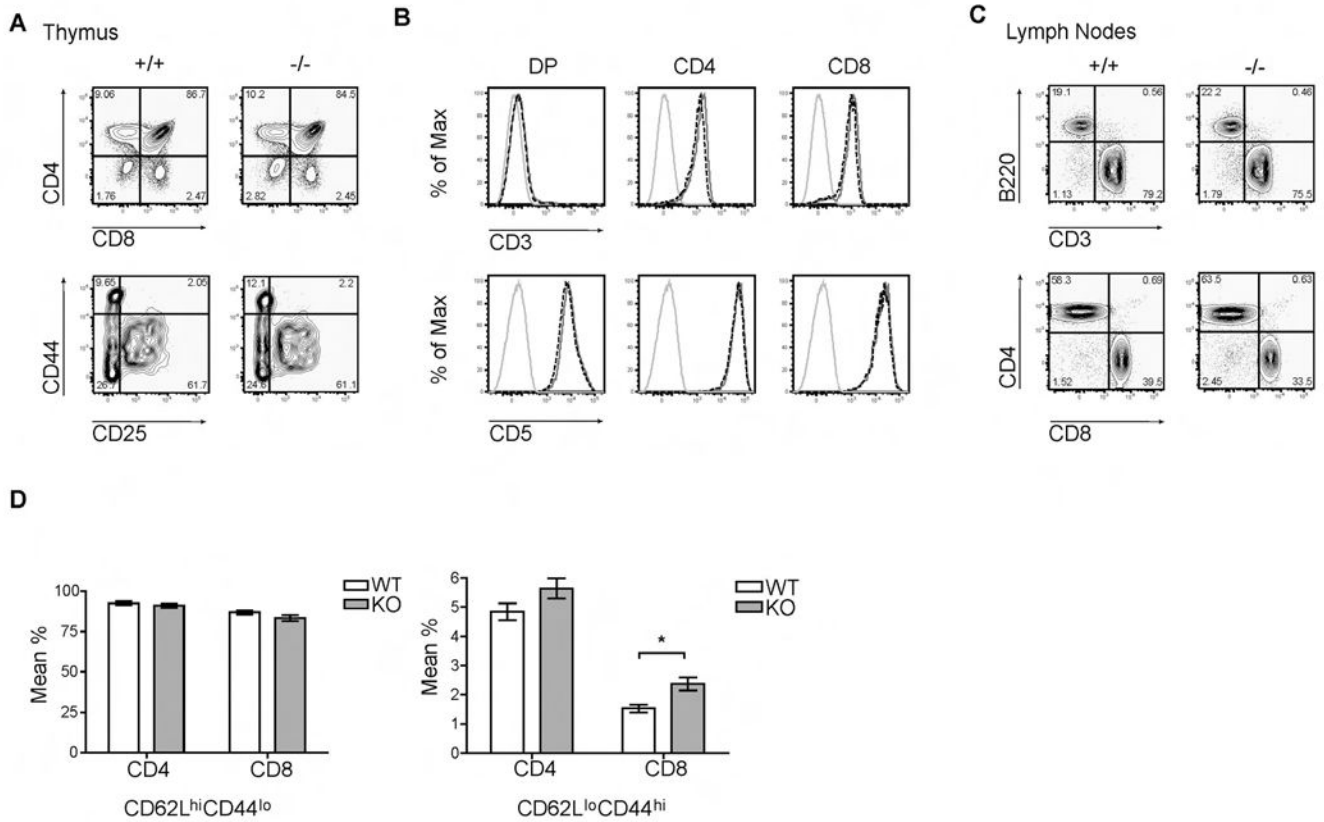 A Thymus
+/+ -/-
9.06 86.7
10.2 84.5
CD4
1.76 2.47
2.82 2.45
CD8
9.65 2.05
12.1 2.2
CD44
26.7 61.7
24.6 61.1
CD25
B
DP CD4 CD8
% of Max
CD3
% of Max
CD5
C Lymph Nodes
+/+ -/-
19.1 0.56
22.2 0.46
B220
1.13 79.2
1.79 75.5
CD3
58.3 0.69
63.5 0.63
CD4
1.52 39.5
2.45 33.5
CD8
D
Mean %
100
75
50
25
0
WT
KO
CD4 CD8
CD62LhiCD44lo
Mean %
6
5
4
3
2
1
0
*
WT
KO
CD4 CD8
CD62LloCD44hi